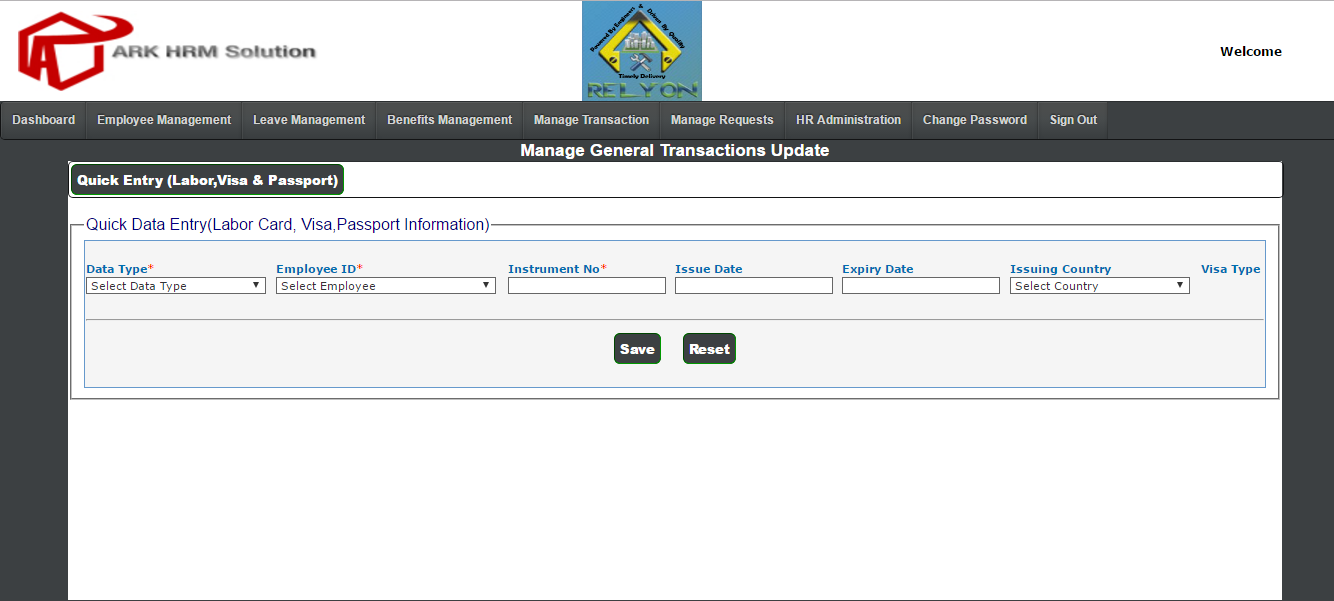 ARK HRM Solution
Powered By Engineers & Driven By Quality
Timely Delivery
RELYON
Welcome
Dashboard Employee Management Leave Management Benefits Management Manage Transaction Manage Requests HR Administration Change Password Sign Out
Manage General Transactions Update
Quick Entry (Labor,Visa & Passport)
Quick Data Entry(Labor Card, Visa,Passport Information)
Data Type* Employee ID* Instrument No* Issue Date Expiry Date Issuing Country Visa Type
Select Data Type Select Employee Select Country
Save Reset